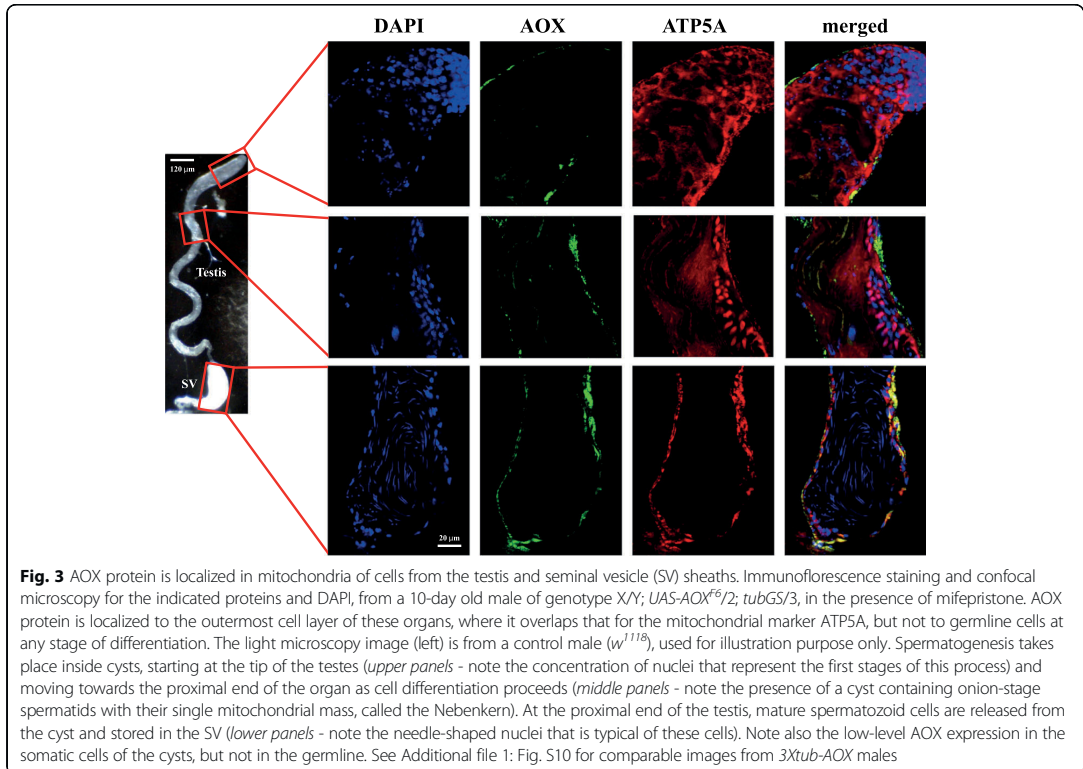 DAPI AOX ATP5A merged
120 µm
Testis
SV
20 µm
Fig. 3 AOX protein is localized in mitochondria of cells from the testis and seminal vesicle (SV) sheaths. Immunoflorescence staining and confocal
microscopy for the indicated proteins and DAPI, from a 10-day old male of genotype X/Y; UAS-AOX^F6/2; tubGS/3, in the presence of mifepristone. AOX
protein is localized to the outermost cell layer of these organs, where it overlaps that for the mitochondrial marker ATP5A, but not to germline cells at
any stage of differentiation. The light microscopy image (left) is from a control male (w^1118), used for illustration purpose only. Spermatogenesis takes
place inside cysts, starting at the tip of the testes (upper panels - note the concentration of nuclei that represent the first stages of this process) and
moving towards the proximal end of the organ as cell differentiation proceeds (middle panels - note the presence of a cyst containing onion-stage
spermatids with their single mitochondrial mass, called the Nebenkern). At the proximal end of the testis, mature spermatozoid cells are released from
the cyst and stored in the SV (lower panels - note the needle-shaped nuclei that is typical of these cells). Note also the low-level AOX expression in the
somatic cells of the cysts, but not in the germline. See Additional file 1: Fig. S10 for comparable images from 3Xtub-AOX males